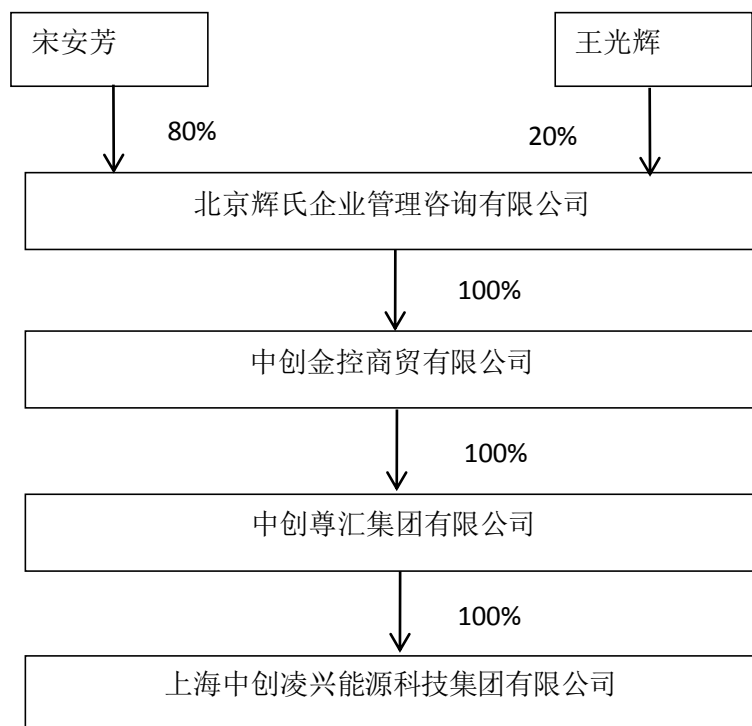 宋安芳
王光辉
80%
20%
北京辉氏企业管理咨询有限公司
100%
中创金控商贸有限公司
100%
中创尊汇集团有限公司
100%
上海中创凌兴能源科技集团有限公司